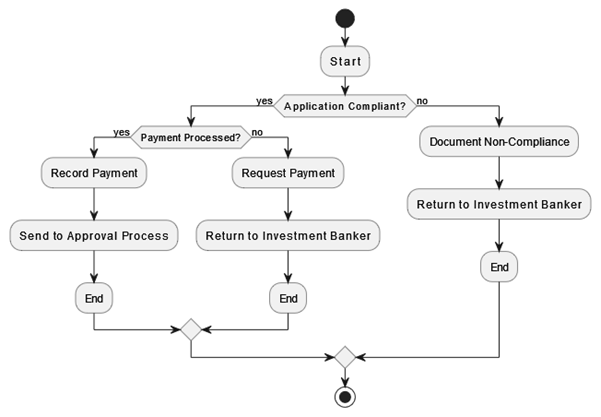 Start
yes
Application Compliant?
no
yes
Payment Processed?
no
Document Non-Compliance
Record Payment
Request Payment
Return to Investment Banker
Send to Approval Process
Return to Investment Banker
End
End
End